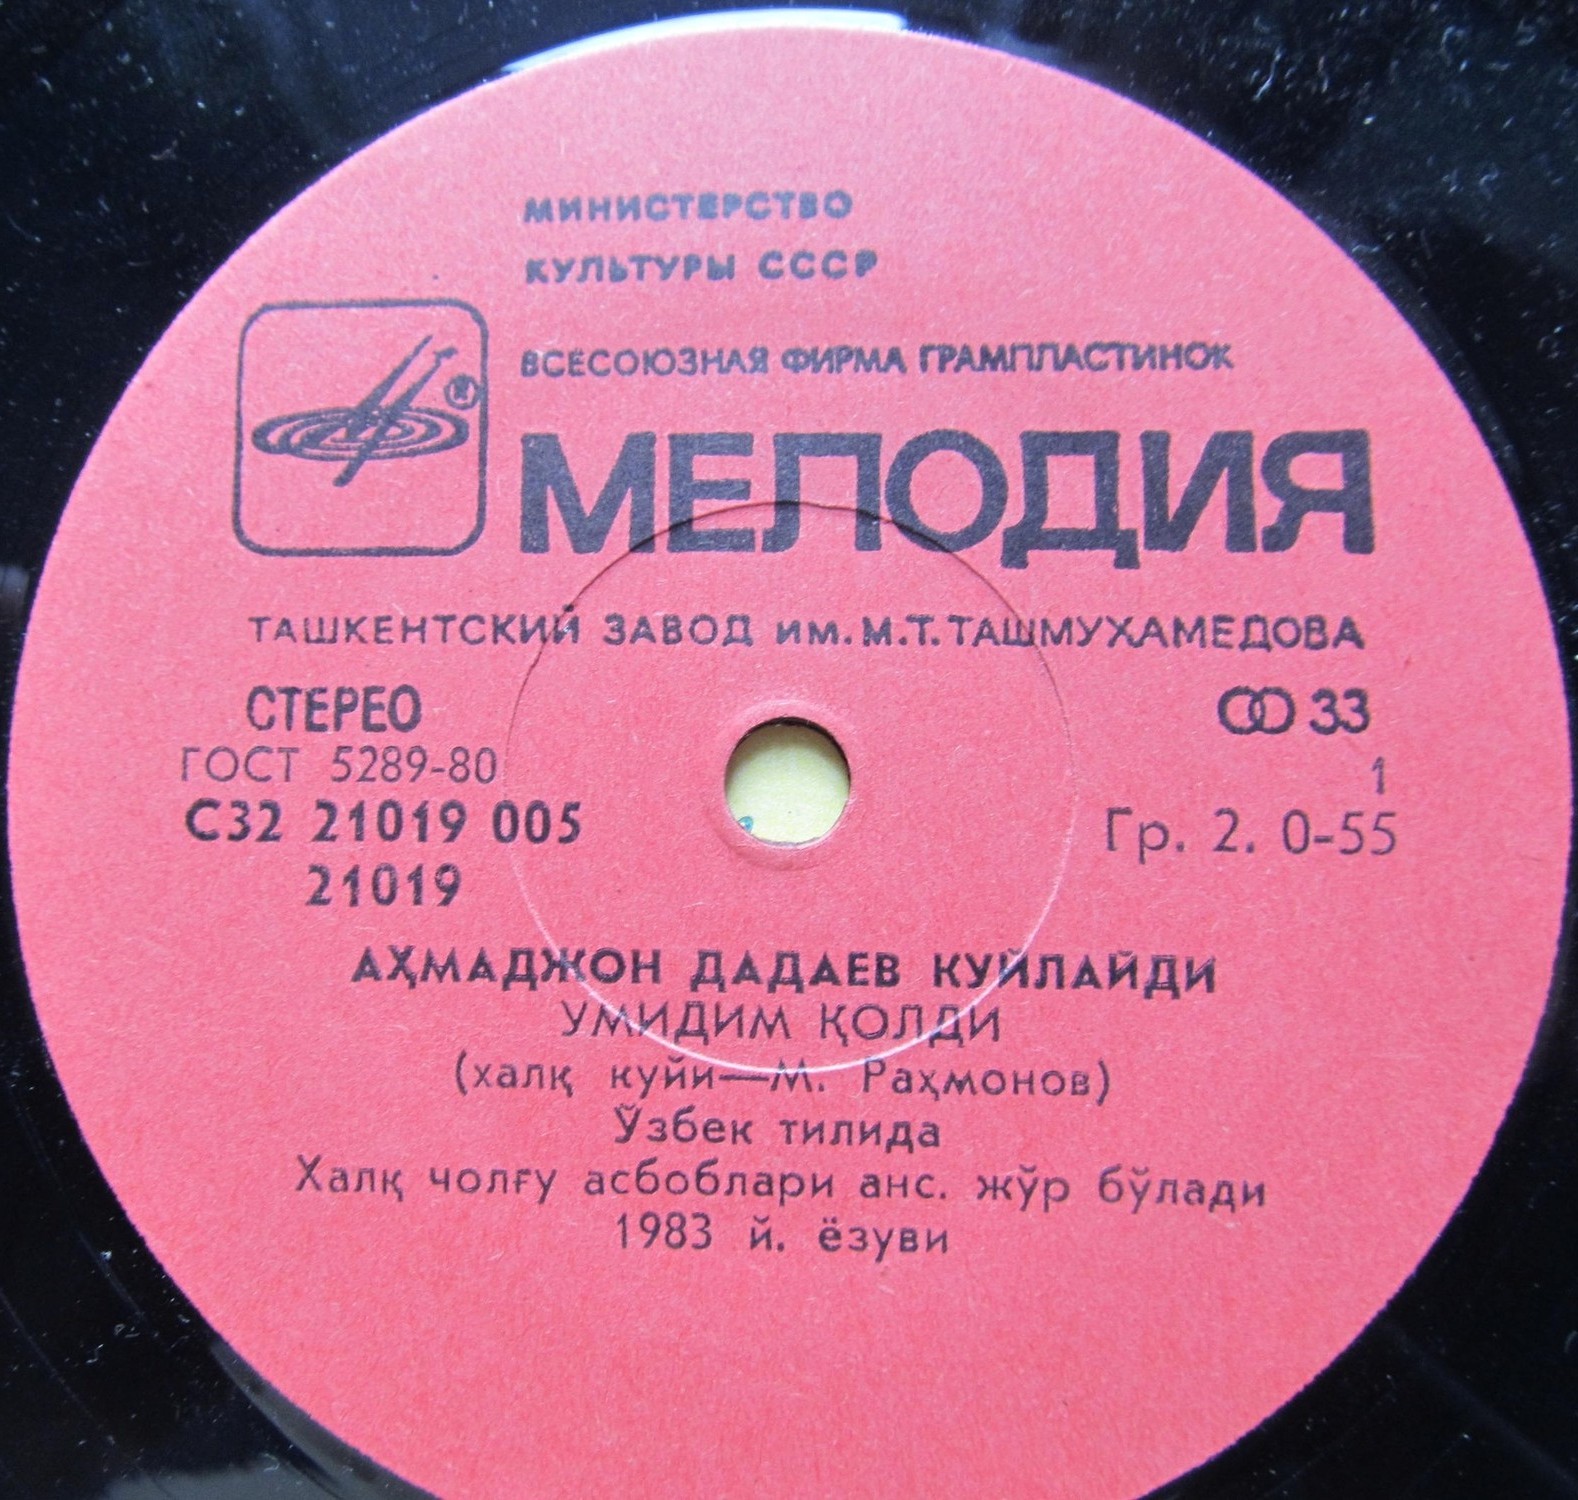 МИНИСТЕРСТВО
КУЛЬТУРЫ СССР
ВСЕСОЮЗНАЯ ФИРМА ГРАМПЛАСТИНОК
®
МЕЛОДИЯ
ТАШКЕНТСКИЙ ЗАВОД им. М.Т. ТАШМУХАМЕДОВА
СТЕРЕО
33
ГОСТ 5289-80
1
С32 21019 005
Гр. 2. 0-55
21019
АҲМАДЖОН ДАДАЕВ КУЙЛАЙДИ
УМИДИМ ҚОЛДИ
(халқ куйи—М. Раҳмонов)
Ўзбек тилида
Халқ чолғу асбоблари анс. жўр бўлади
1983 й. ёзуви